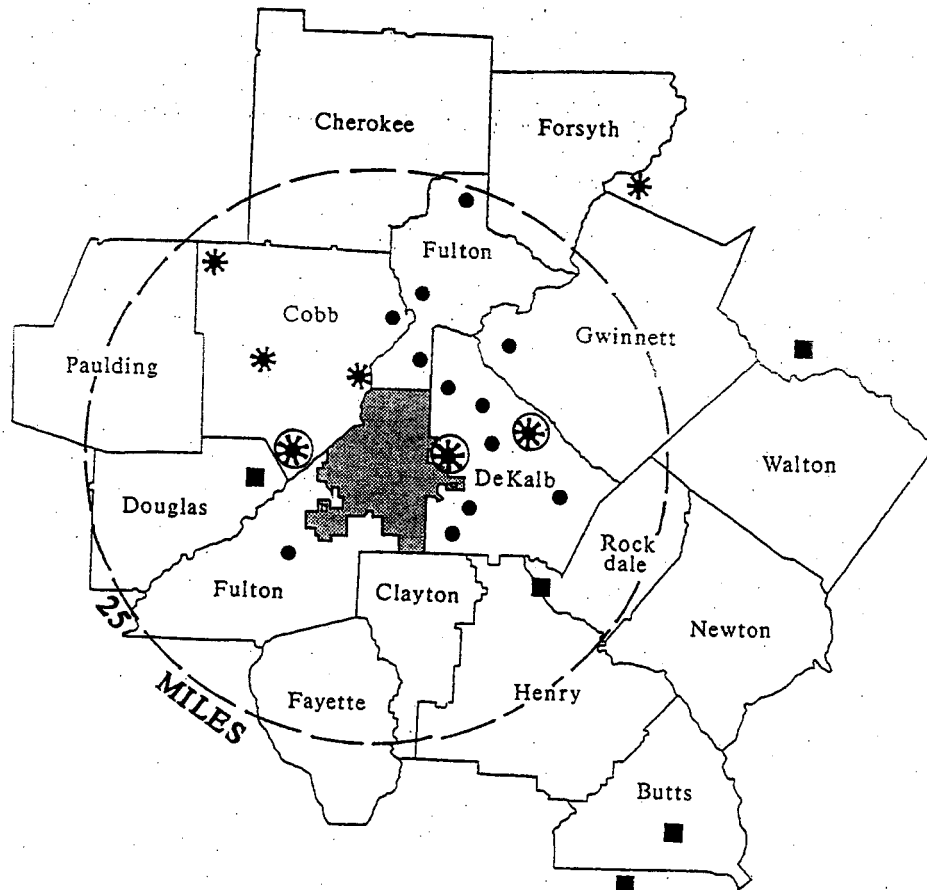 Cherokee
Forsyth
Fulton
Cobb
Gwinnett
Paulding
Walton
DeKalb
Douglas
Rock
dale
Fulton
Clayton
Newton
25
MILES
Fayette
Henry
Butts